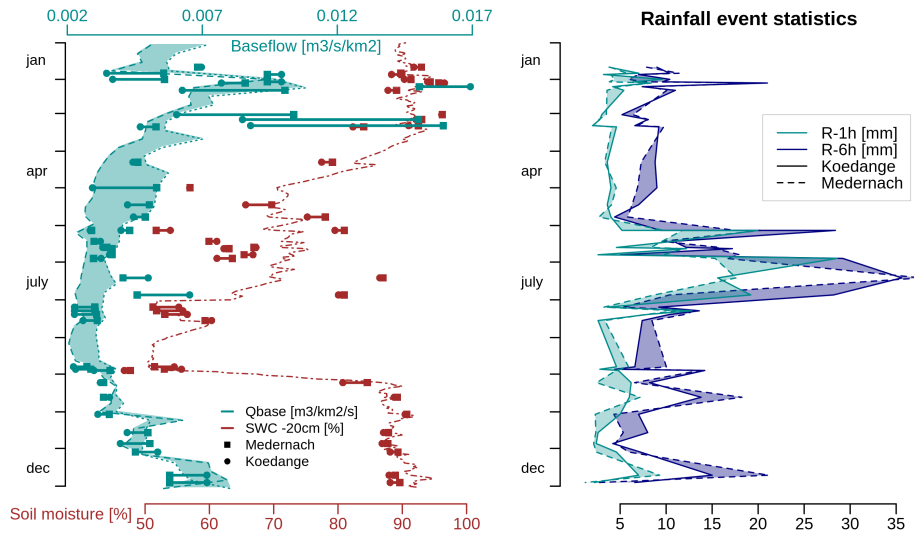 0.002 0.007 0.012 0.017
Baseflow [m3/s/km2]
jan
apr
july
dec
Qbase [m3/km2/s]
SWC -20cm [%]
Medernach
Koedange
Soil moisture [%]
50 60 70 80 90 100
Rainfall event statistics
jan
apr
july
dec
R-1h [mm]
R-6h [mm]
Koedange
Medernach
5 10 15 20 25 30 35